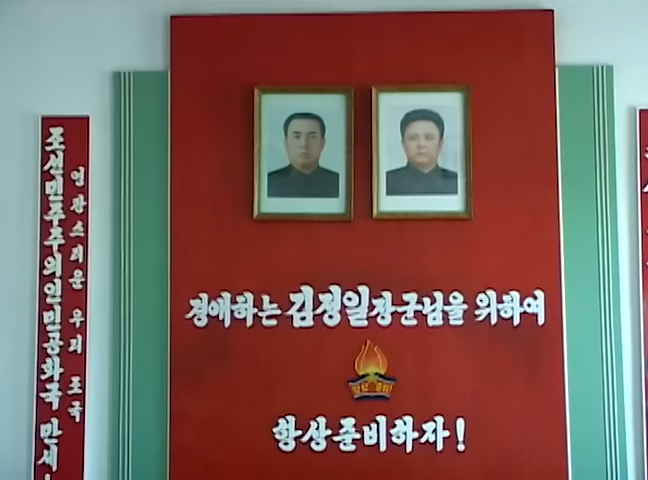 영광스러운 우리 조국
조선민주주의인민공화국 만세!
경애하는 김정일장군님을 위하여
항상준비하자!